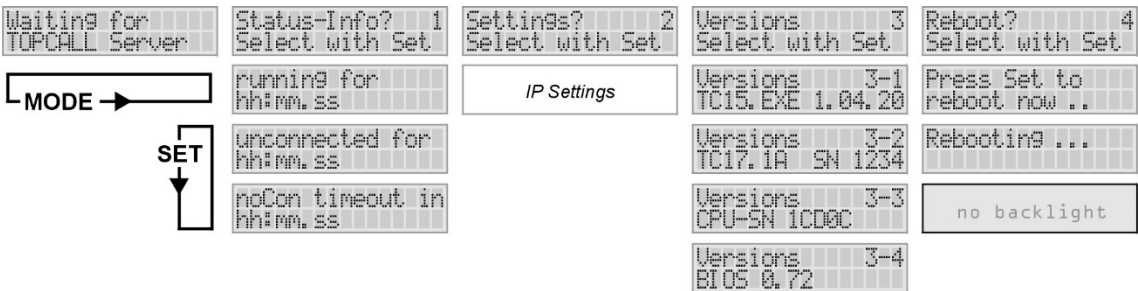 Waiting for
TOPCALL Server
MODE
SET
Status-Info? 1
Select with Set
running for
hh:mm.ss
unconnected for
hh:mm.ss
noCon timeout in
hh:mm.ss
Settings? 2
Select with Set
IP Settings
Versions 3
Select with Set
Versions 3-1
TC15.EXE 1.04.20
Versions 3-2
TC17.1A SN 1234
Versions 3-3
CPU-SN 1CD0C
Versions 3-4
BIOS 0.72
Reboot? 4
Select with Set
Press Set to
reboot now ..
Rebooting ...
no backlight